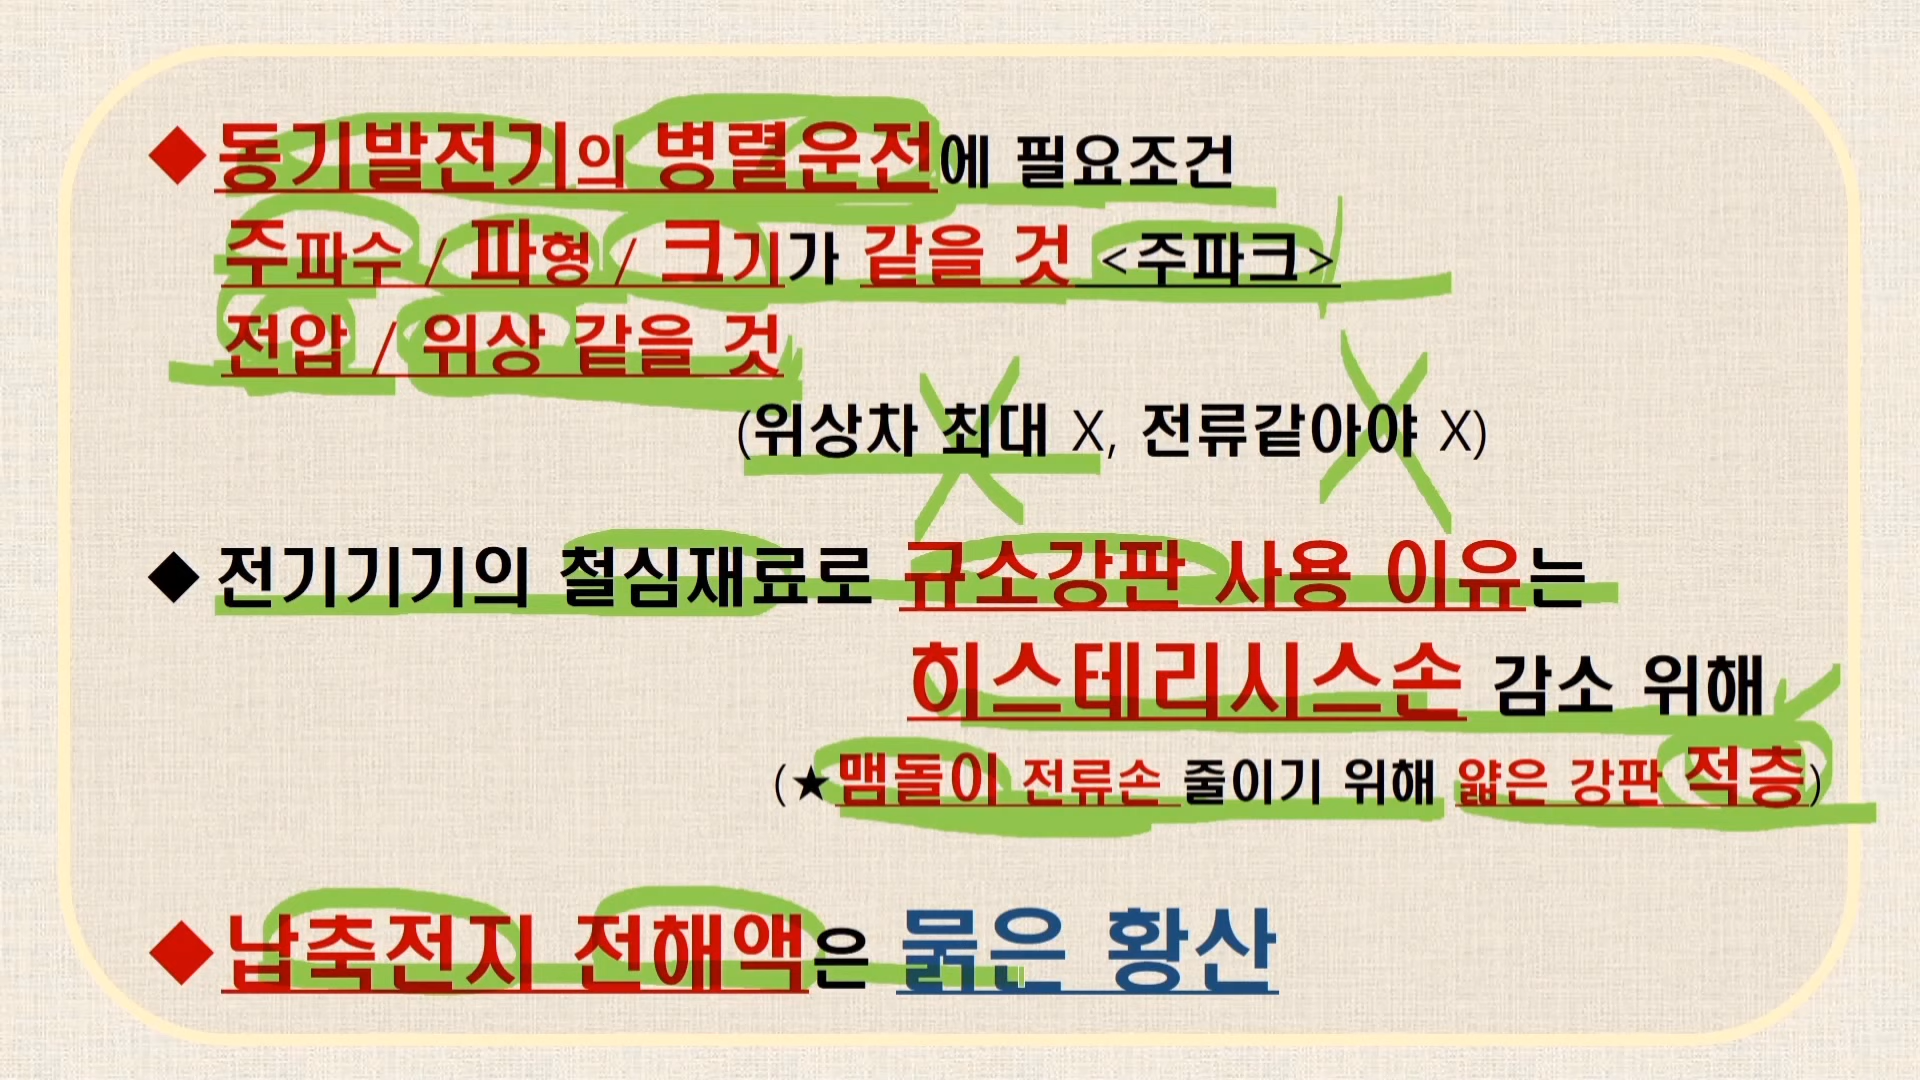 ◆동기발전기의 병렬운전에 필요조건
주파수 / 파형 / 크기가 같을 것 <주파크>
전압 / 위상 같을 것
(위상차 최대 X, 전류같아야 X)
◆전기기기의 철심재료로 규소강판 사용 이유는
히스테리시스손 감소 위해
(★맴돌이 전류손 줄이기 위해 얇은 강판 적층)
◆납축전지 전해액은 묽은 황산